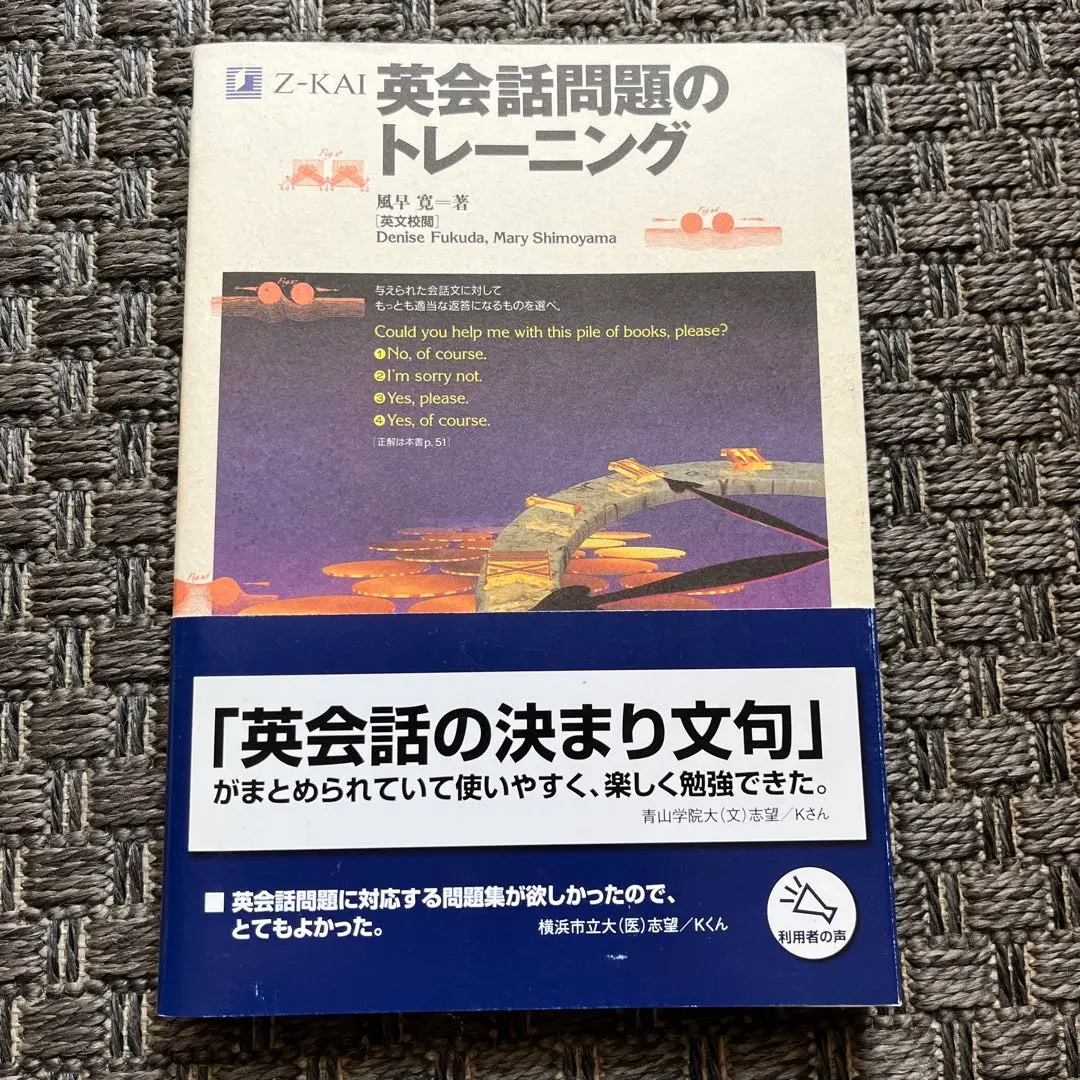 Z-KAI 英会話問題の
トレーニング
風早 寛=著
[英文校閲]
Denise Fukuda, Mary Shimoyama
与えられた会話文に対して
もっとも適当な返答になるものを選べ。
Could you help me with this pile of books, please?
❶No, of course.
❷I'm sorry not.
❸Yes, please.
❹Yes, of course.
[正解は本書p.51]
「英会話の決まり文句」
がまとめられていて使いやすく、楽しく勉強できた。
青山学院大(文)志望/Kさん
■ 英会話問題に対応する問題集が欲しかったので、
とてもよかった。
横浜市立大(医)志望/Kくん
利用者の声